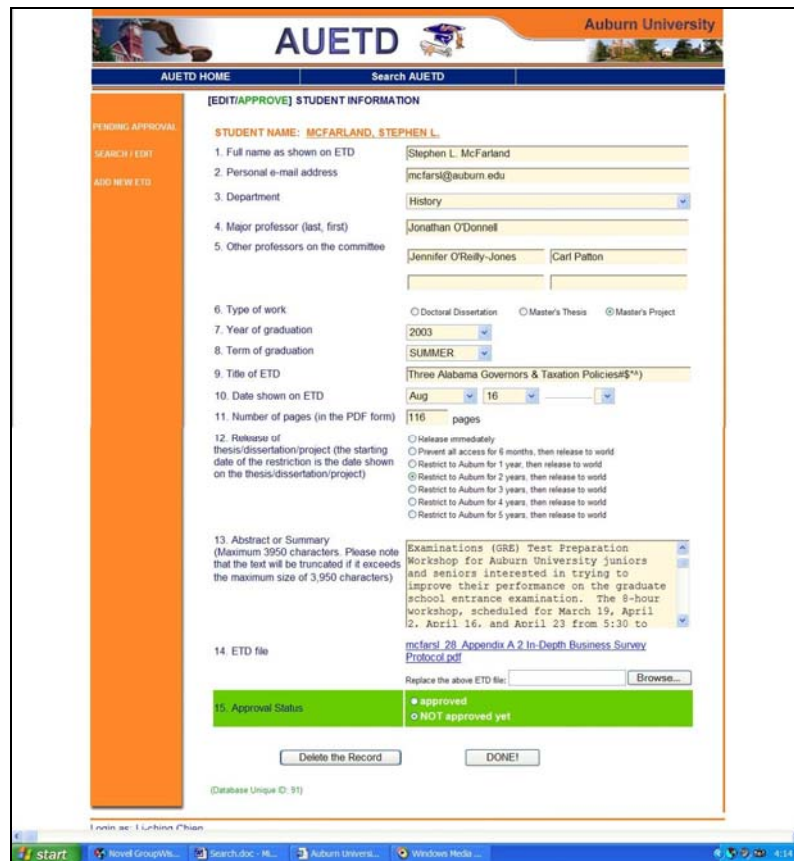 Auburn University
AUETD
AUETD HOME
Search AUETD
[EDIT/APPROVE] STUDENT INFORMATION
PENDING APPROVAL
SEARCH / EDIT
ADD NEW ETD
STUDENT NAME: MCFARLAND, STEPHEN L.
1. Full name as shown on ETD
Stephen L. McFarland
2. Personal e-mail address
mcfarsl@auburn.edu
3. Department
History
4. Major professor (last, first)
Jonathan O'Donnell
5. Other professors on the committee
Jennifer O'Reilly-Jones
Carl Patton
6. Type of work
Doctoral Dissertation
Master's Thesis
Master's Project
7. Year of graduation
2003
8. Term of graduation
SUMMER
9. Title of ETD
Three Alabama Governors & Taxation Policies#$"^)
10. Date shown on ETD
Aug
16
11. Number of pages (in the PDF form)
116 pages
12. Release of
thesis/dissertation/project (the starting
date of the restriction is the date shown
on the thesis/dissertation/project)
Release immediately
Prevent all access for 6 months, then release to world
Restrict to Auburn for 1 year, then release to world
Restrict to Auburn for 2 years, then release to world
Restrict to Auburn for 3 years, then release to world
Restrict to Auburn for 4 years, then release to world
Restrict to Auburn for 5 years, then release to world
13. Abstract or Summary
(Maximum 3950 characters. Please note
that the text will be truncated if it exceeds
the maximum size of 3,950 characters)
Examinations (GRE) Test Preparation
Workshop for Auburn University juniors
and seniors interested in trying to
improve their performance on the graduate
school entrance examination. The 8-hour
workshop, scheduled for March 19, April
2, April 16, and April 23 from 5:30 to
14. ETD file
mcfarsl_28_Appendix A 2 In-Depth Business Survey
Protocol.pdf
Replace the above ETD file:
Browse...
15. Approval Status
approved
NOT approved yet
Delete the Record
DONE!
(Database Unique ID: 91)
Login as: Li-ching Chien
start
Novell GroupWis...
Search.doc - Mi...
Auburn Universi...
Windows Media ...
4:14